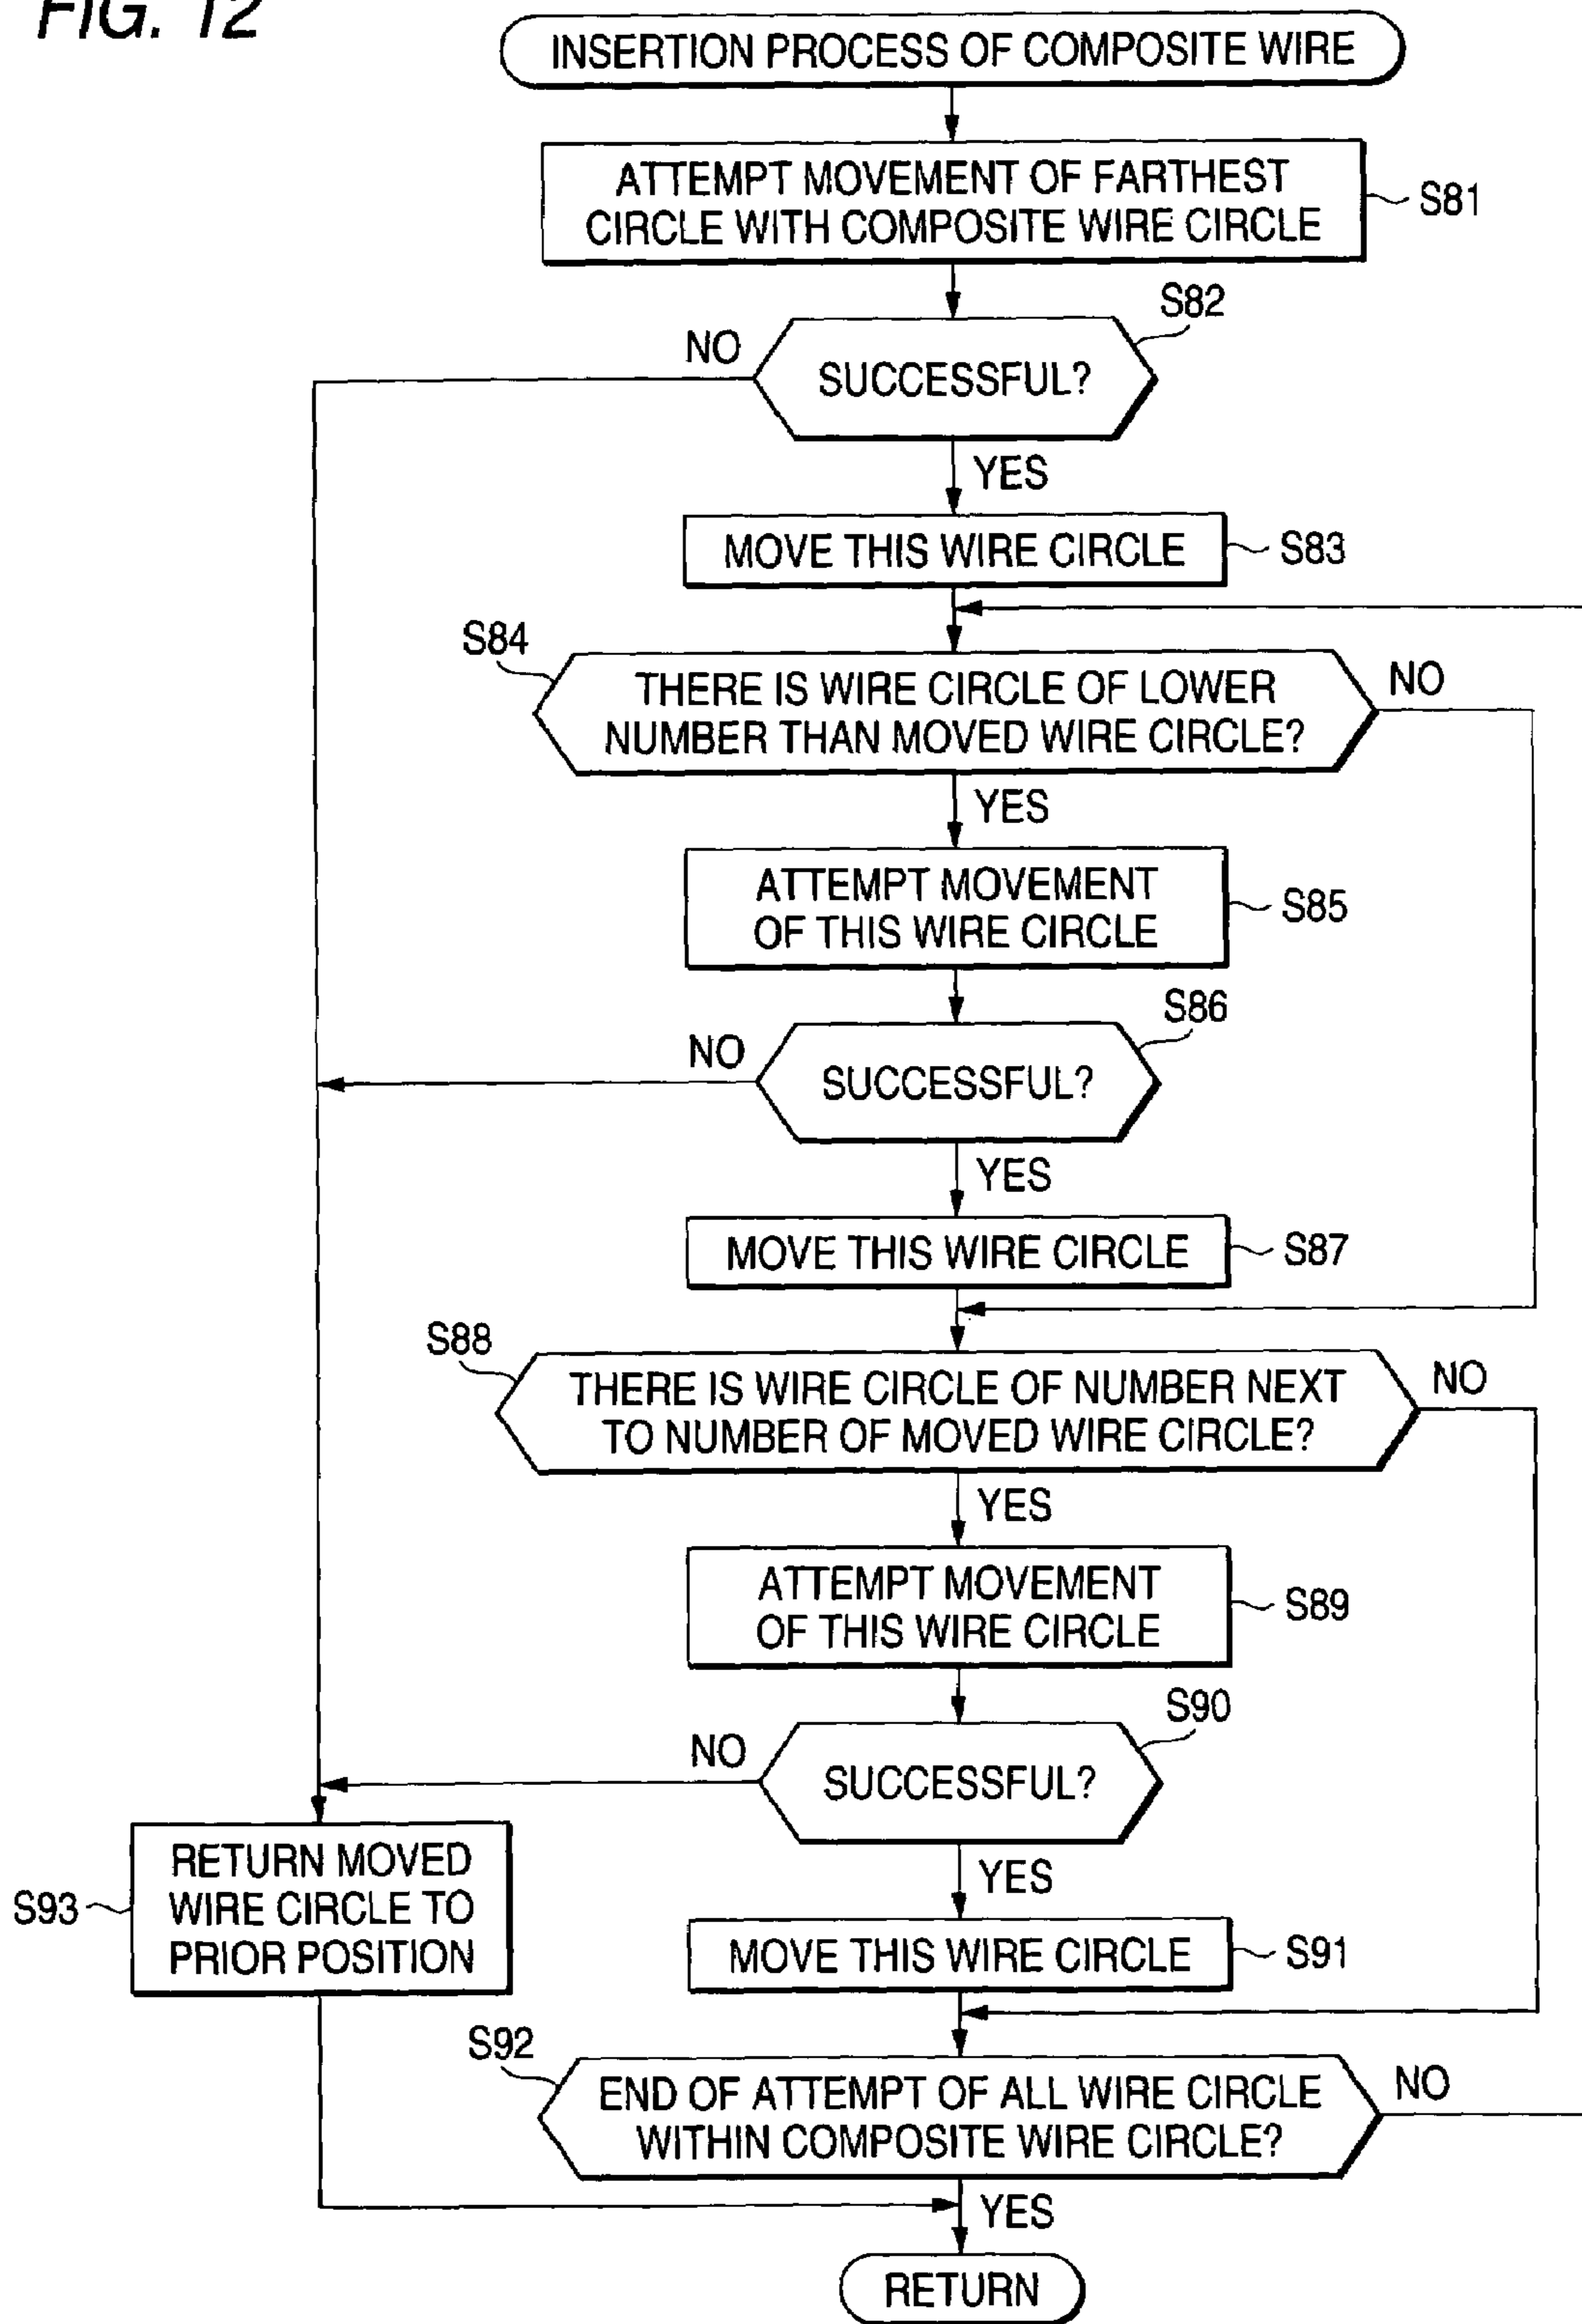 FIG. 12
INSERTION PROCESS OF COMPOSITE WIRE
ATTEMPT MOVEMENT OF FARTHEST
CIRCLE WITH COMPOSITE WIRE CIRCLE
S81
S82
NO
SUCCESSFUL?
YES
MOVE THIS WIRE CIRCLE
S83
S84
THERE IS WIRE CIRCLE OF LOWER
NUMBER THAN MOVED WIRE CIRCLE?
NO
YES
ATTEMPT MOVEMENT
OF THIS WIRE CIRCLE
S85
S86
NO
SUCCESSFUL?
YES
MOVE THIS WIRE CIRCLE
S87
S88
THERE IS WIRE CIRCLE OF NUMBER NEXT
TO NUMBER OF MOVED WIRE CIRCLE?
NO
YES
ATTEMPT MOVEMENT
OF THIS WIRE CIRCLE
S89
S90
NO
SUCCESSFUL?
YES
S93
RETURN MOVED
WIRE CIRCLE TO
PRIOR POSITION
MOVE THIS WIRE CIRCLE
S91
S92
END OF ATTEMPT OF ALL WIRE CIRCLE
WITHIN COMPOSITE WIRE CIRCLE?
NO
YES
RETURN